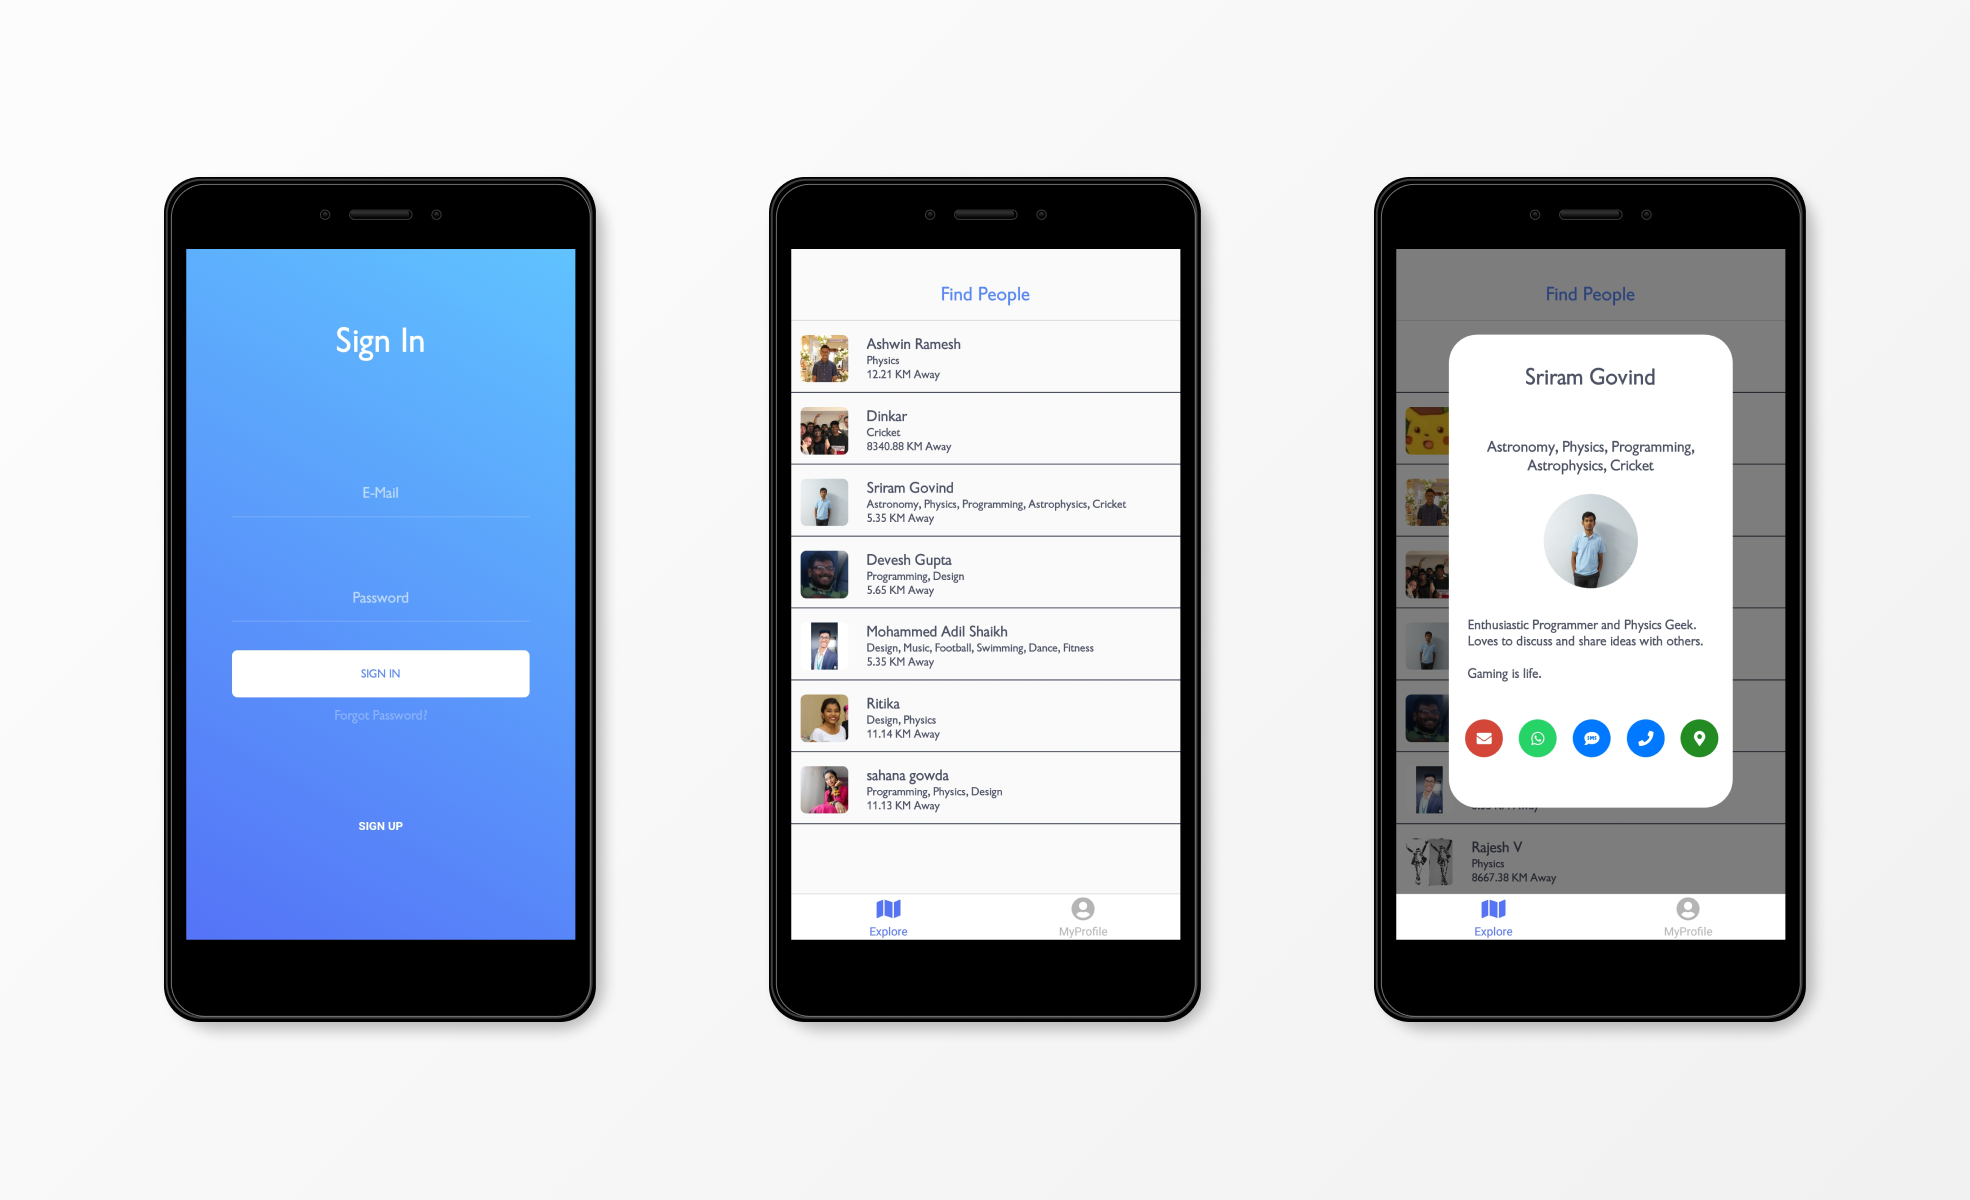 Sign In
E-Mail
Password
SIGN IN
Forgot Password?
SIGN UP
Find People
Ashwin Ramesh
Physics
12.21 KM Away
Dinkar
Cricket
8340.88 KM Away
Sriram Govind
Astronomy, Physics, Programming, Astrophysics, Cricket
5.35 KM Away
Devesh Gupta
Programming, Design
5.65 KM Away
Mohammed Adil Shaikh
Design, Music, Football, Swimming, Dance, Fitness
5.35 KM Away
Ritika
Design, Physics
11.14 KM Away
sahana gowda
Programming, Physics, Design
11.13 KM Away
Explore
MyProfile
Find People
Sriram Govind
Astronomy, Physics, Programming,
Astrophysics, Cricket
Enthusiastic Programmer and Physics Geek.
Loves to discuss and share ideas with others.
Gaming is life.
SMS
Rajesh V
Physics
8667.38 KM Away
Explore
MyProfile